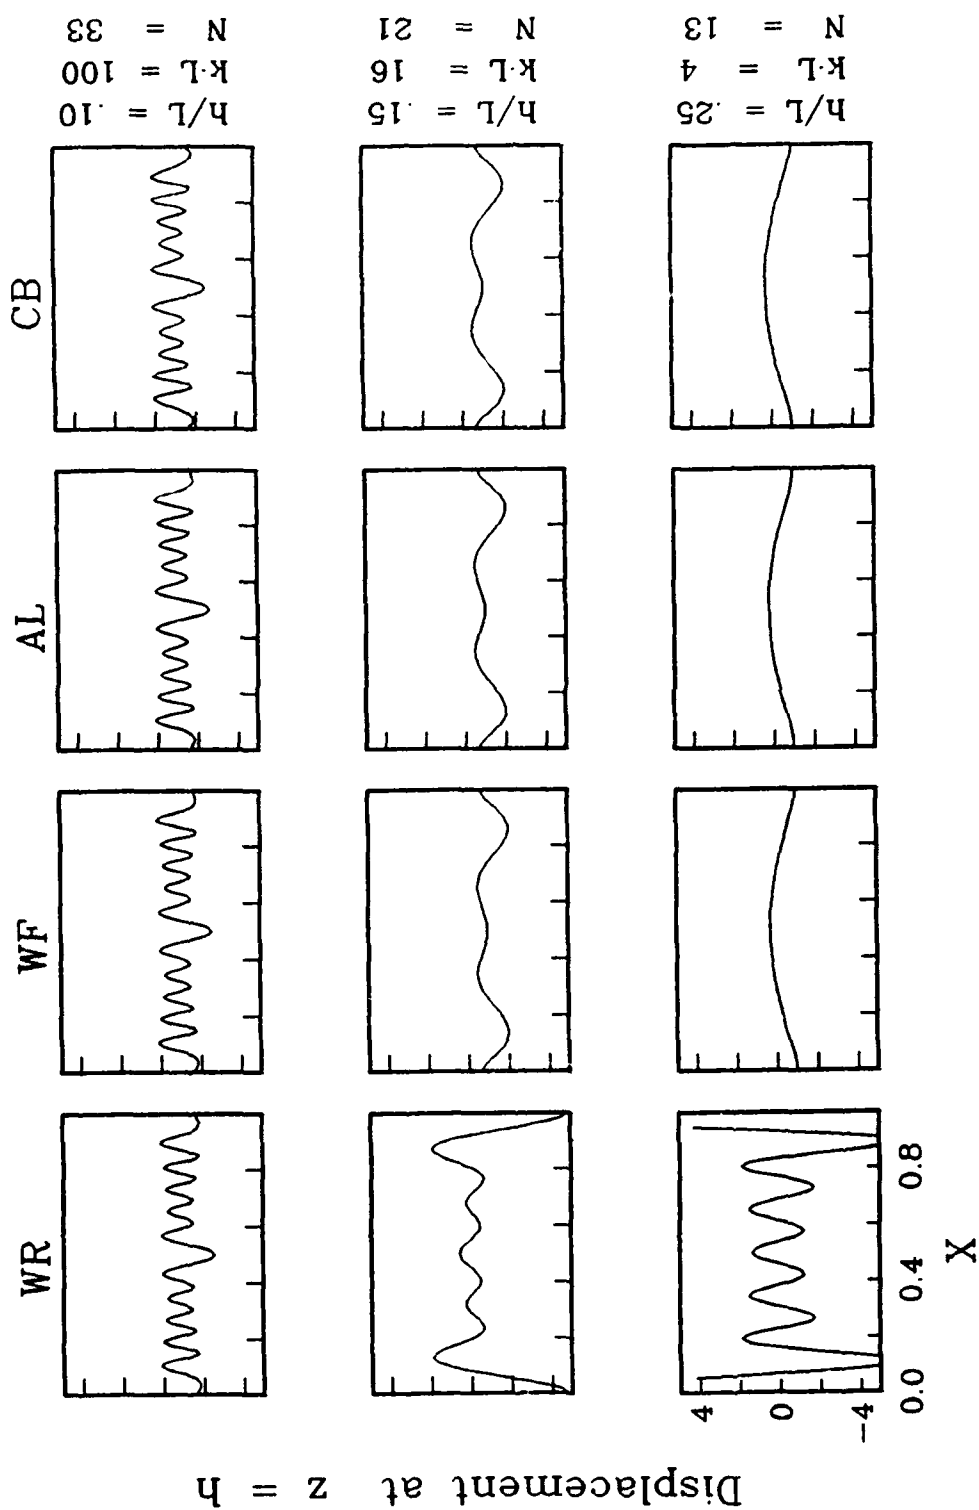 WR WF AL CB
h/L = .10
k·L = 100
N = 33
h/L = .15
k·L = 16
N = 21
h/L = .25
k·L = 4
N = 13
Displacement at z = h
4
0
-4
0.0 0.4 0.8
X